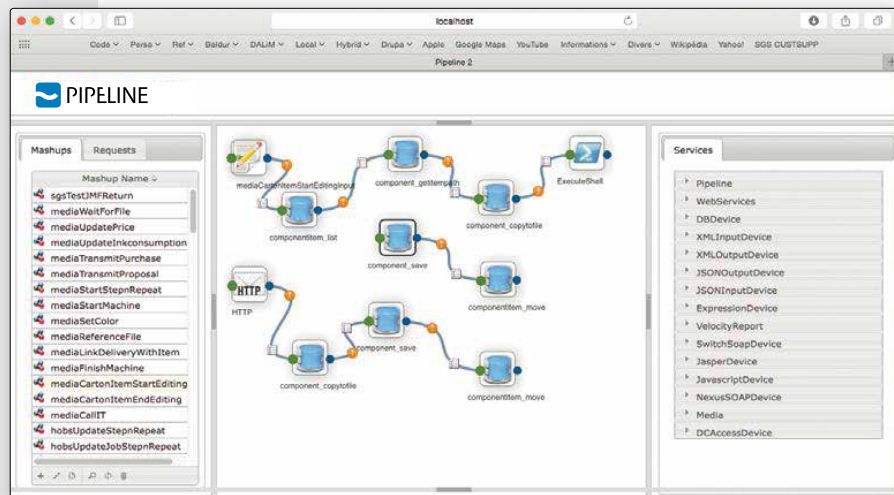 localhost
Code Perso Ref Baldur DALiM Local Hybrid Drupa Apple Google Maps YouTube Informations Divers Wikipédia Yahoo! SGS CUSTSUPP
Pipeline 2
PIPELINE
Mashups Requests
Mashup Name
sgsTestJMFReturn
mediaWaitForFile
mediaUpdatePrice
mediaUpdateInkconsumption
mediaTransmitPurchase
mediaTransmitProposal
mediaStartStepnRepeat
mediaStartMachine
mediaSetColor
mediaReferenceFile
mediaLinkDeliveryWithItem
mediaFinishMachine
mediaCartonItemStartEditing
mediaCartonItemEndEditing
mediaCallIT
hobsUpdateStepnRepeat
hobsUpdateJobStepnRepeat
mediaCartonItemStartEditingInput
component_gettempath
ExecuteShell
componentitem_list
component_copytofile
component_save
componentitem_move
HTTP
HTTP
component_save
component_copytofile
componentitem_move
Services
Pipeline
WebServices
DBDevice
XMLInputDevice
XMLOutputDevice
JSONOutputDevice
JSONInputDevice
ExpressionDevice
VelocityReport
SwitchSoapDevice
JasperDevice
JavascriptDevice
NexusSOAPDevice
Media
DCAccessDevice